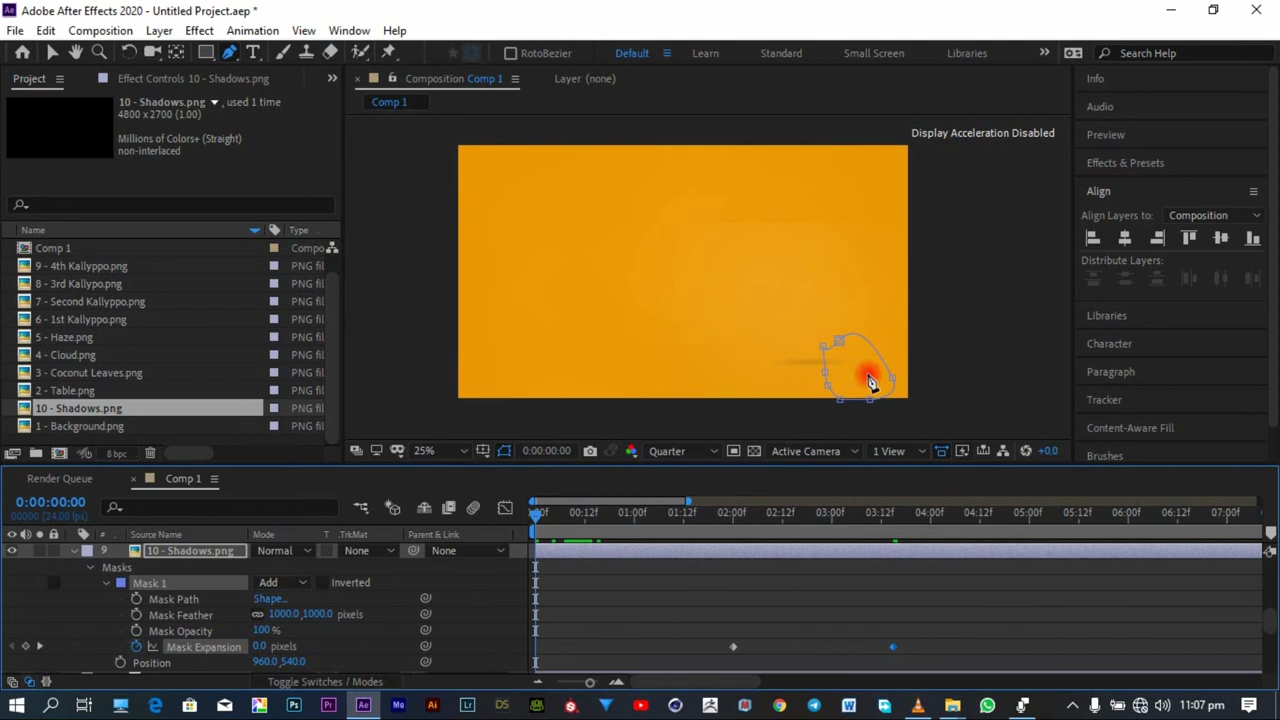 Adobe After Effects 2020 - Untitled Project.aep *
File Edit Composition Layer Effect Animation View Window Help
RotoBezier Default Learn Standard Small Screen Libraries Search Help
Project Effect Controls 10 - Shadows.png Composition Comp 1 Layer (none) Info
10 - Shadows.png , used 1 time Comp 1 Audio
4800 x 2700 (1.00)
Display Acceleration Disabled Preview
Millions of Colors+ (Straight)
non-interlaced
Effects & Presets
Align
Align Layers to: Composition
Name Type
Comp 1 Compo
Distribute Layers:
9 - 4th Kallyppo.png PNG fil
8 - 3rd Kallyppo.png PNG fil
7 - Second Kallyppo.png PNG fil
6 - 1st Kallyppo.png PNG fil Libraries
5 - Haze.png PNG fil Character
4 - Cloud.png PNG fil
3 - Coconut Leaves.png PNG fil Paragraph
2 - Table.png PNG fil Tracker
10 - Shadows.png PNG fil
1 - Background.png PNG fil Content-Aware Fill
8 bpc 25% 0:00:00:00 Quarter Active Camera 1 View +0.0 Brushes
Render Queue Comp 1
0:00:00:00
00000 (24.00 fps)
:00f 00:12f 01:00f 01:12f 02:00f 02:12f 03:00f 03:12f 04:00f 04:12f 05:00f 05:12f 06:00f 06:12f 07:00f
Source Name Mode T .TrkMat Parent & Link
9 10 - Shadows.png Normal None None
Masks
Mask 1 Add Inverted
Mask Path Shape...
Mask Feather 1000.0,1000.0 pixels
Mask Opacity 100 %
Mask Expansion 0.0 pixels
Position 960.0,540.0
Toggle Switches / Modes
Ps Pr Ae Me Ai Lr DS 11:07 pm